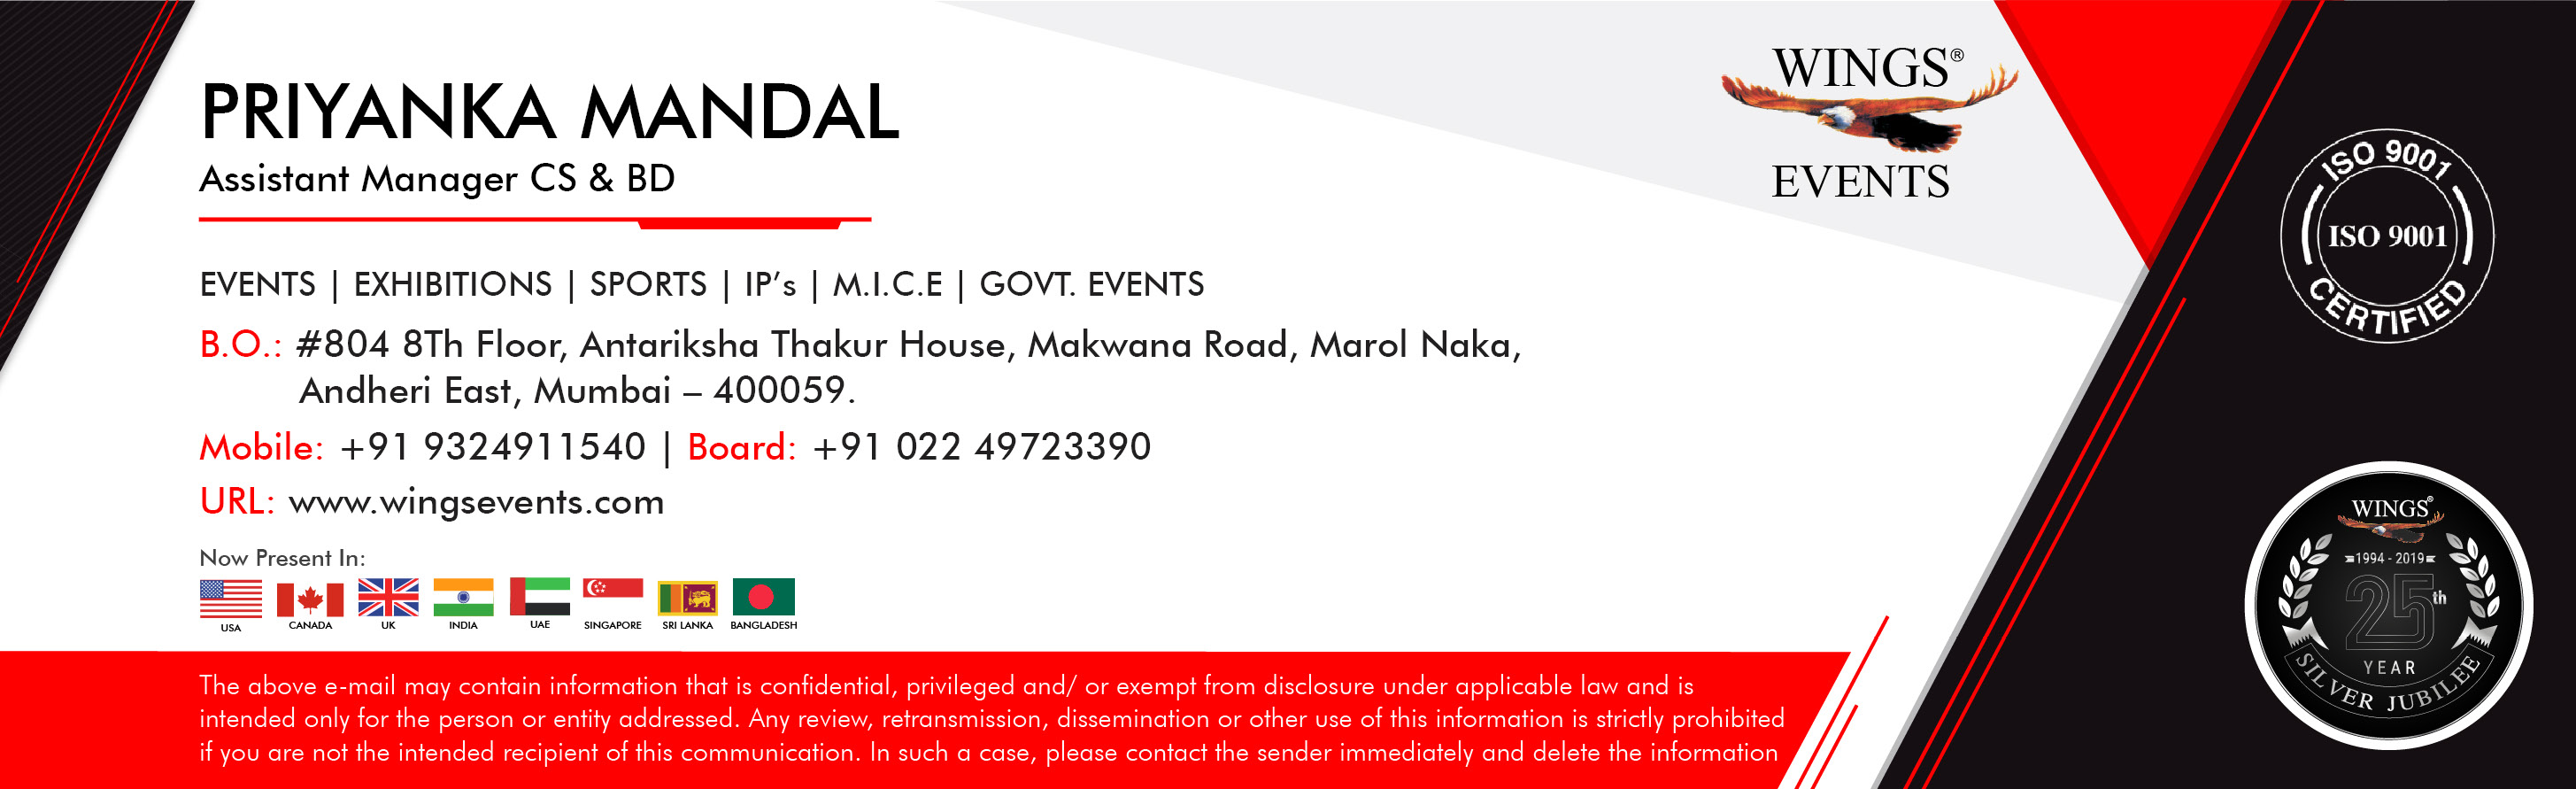 PRIYANKA MANDAL
Assistant Manager CS & BD
EVENTS | EXHIBITIONS | SPORTS | IP’s | M.I.C.E | GOVT. EVENTS
B.O.: #804 8Th Floor, Antariksha Thakur House, Makwana Road, Marol Naka,
Andheri East, Mumbai – 400059.
Mobile: +91 9324911540 | Board: +91 022 49723390
URL: www.wingsevents.com
Now Present In:
USA CANADA UK INDIA UAE SINGAPORE SRI LANKA BANGLADESH
The above e-mail may contain information that is confidential, privileged and/ or exempt from disclosure under applicable law and is
intended only for the person or entity addressed. Any review, retransmission, dissemination or other use of this information is strictly prohibited
if you are not the intended recipient of this communication. In such a case, please contact the sender immediately and delete the information
WINGS®
EVENTS
ISO 9001
ISO 9001
CERTIFIED
WINGS®
1994 - 2019
25th
YEAR
SILVER JUBILEE